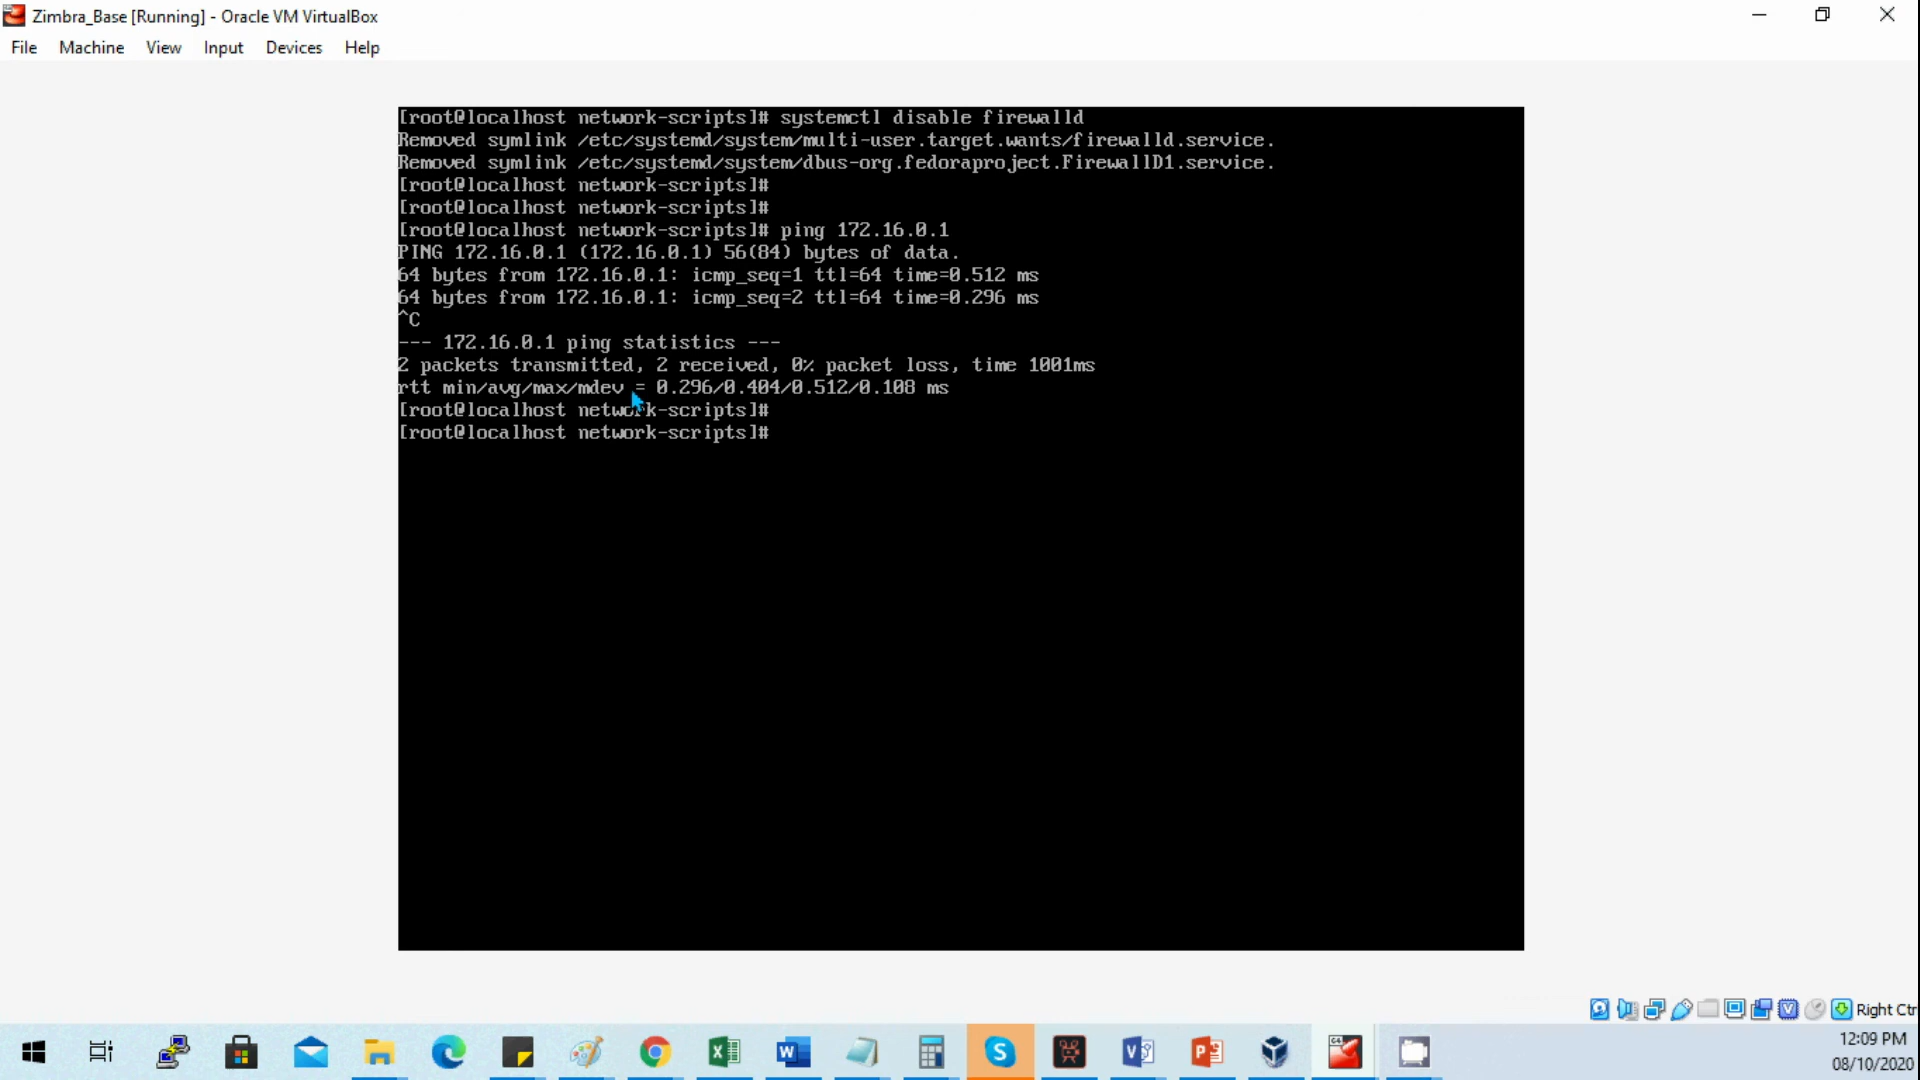 Zimbra_Base [Running] - Oracle VM VirtualBox
File Machine View Input Devices Help
[root@localhost network-scripts]# systemctl disable firewalld
Removed symlink /etc/systemd/system/multi-user.target.wants/firewalld.service.
Removed symlink /etc/systemd/system/dbus-org.fedoraproject.FirewallD1.service.
[root@localhost network-scripts]#
[root@localhost network-scripts]#
[root@localhost network-scripts]# ping 172.16.0.1
PING 172.16.0.1 (172.16.0.1) 56(84) bytes of data.
64 bytes from 172.16.0.1: icmp_seq=1 ttl=64 time=0.512 ms
64 bytes from 172.16.0.1: icmp_seq=2 ttl=64 time=0.296 ms
^C
--- 172.16.0.1 ping statistics ---
2 packets transmitted, 2 received, 0% packet loss, time 1001ms
rtt min/avg/max/mdev = 0.296/0.404/0.512/0.108 ms
[root@localhost network-scripts]#
[root@localhost network-scripts]#
Right Ctr
12:09 PM
08/10/2020